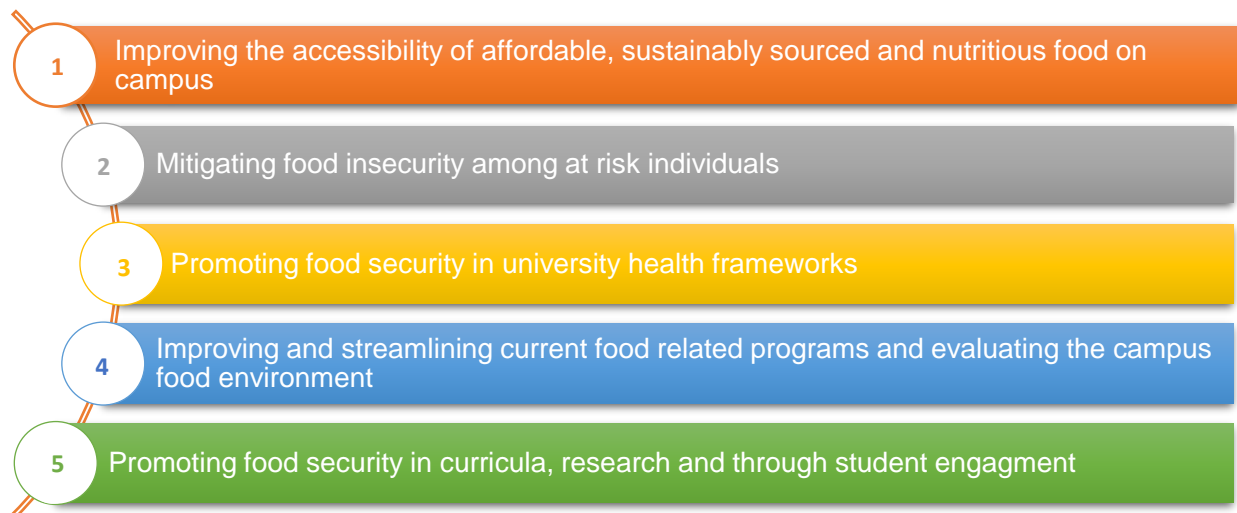 1
Improving the accessibility of affordable, sustainably sourced and nutritious food on
campus
2
Mitigating food insecurity among at risk individuals
3
Promoting food security in university health frameworks
4
Improving and streamlining current food related programs and evaluating the campus
food environment
5
Promoting food security in curricula, research and through student engagment